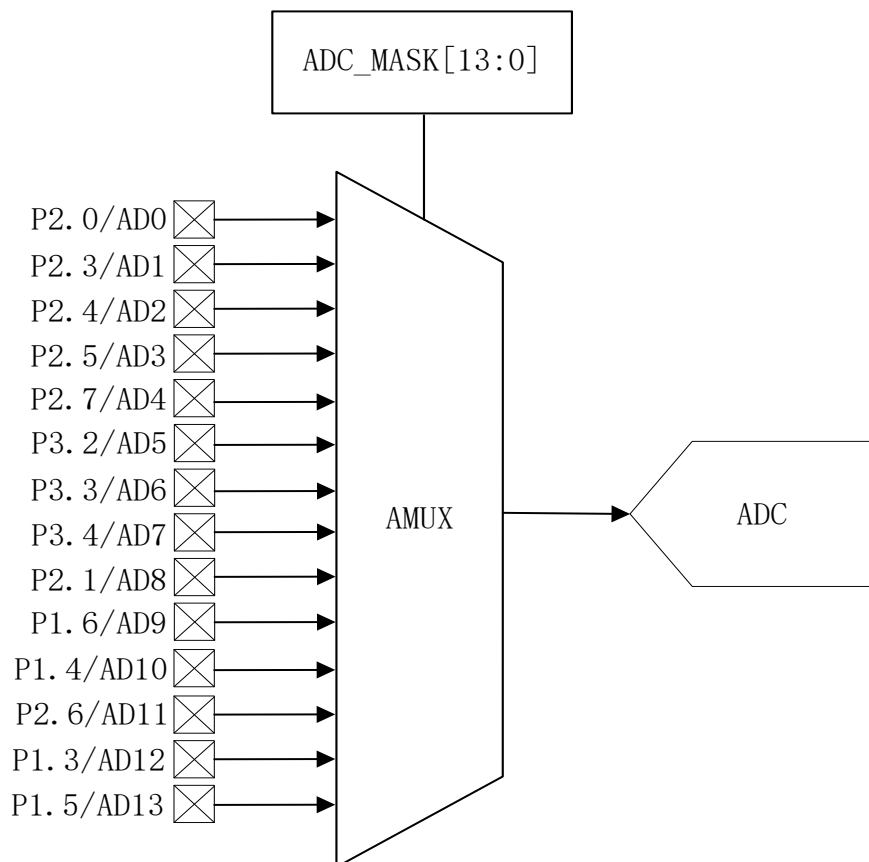 ADC_MASK[13:0]
P2.0/AD0
P2.3/AD1
P2.4/AD2
P2.5/AD3
P2.7/AD4
P3.2/AD5
P3.3/AD6
P3.4/AD7
P2.1/AD8
P1.6/AD9
P1.4/AD10
P2.6/AD11
P1.3/AD12
P1.5/AD13
AMUX
ADC